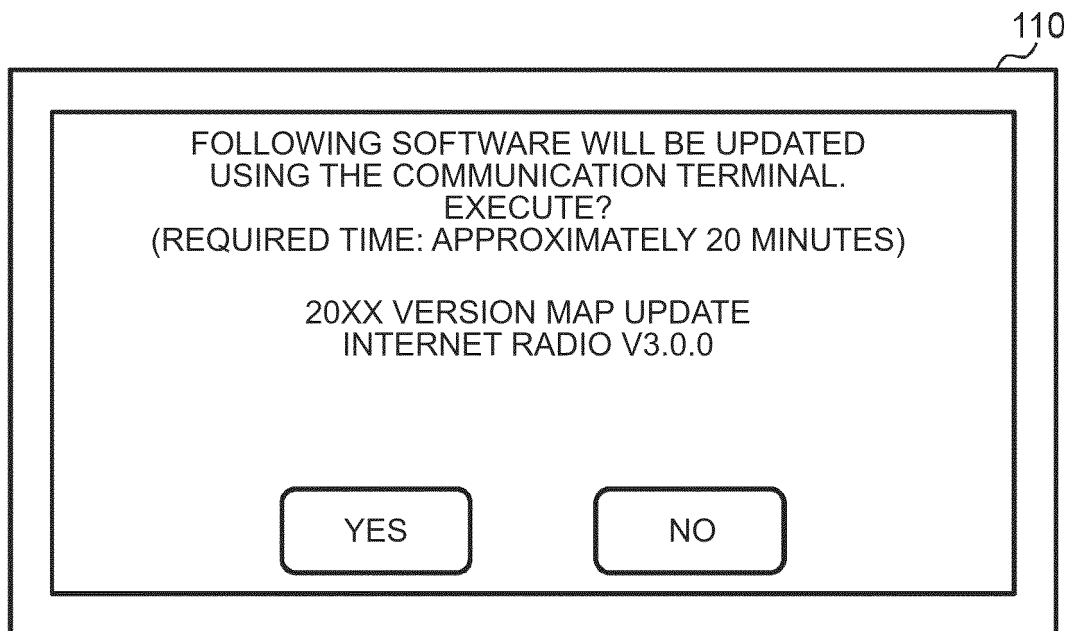 110
FOLLOWING SOFTWARE WILL BE UPDATED
USING THE COMMUNICATION TERMINAL.
EXECUTE?
(REQUIRED TIME: APPROXIMATELY 20 MINUTES)
20XX VERSION MAP UPDATE
INTERNET RADIO V3.0.0
YES
NO